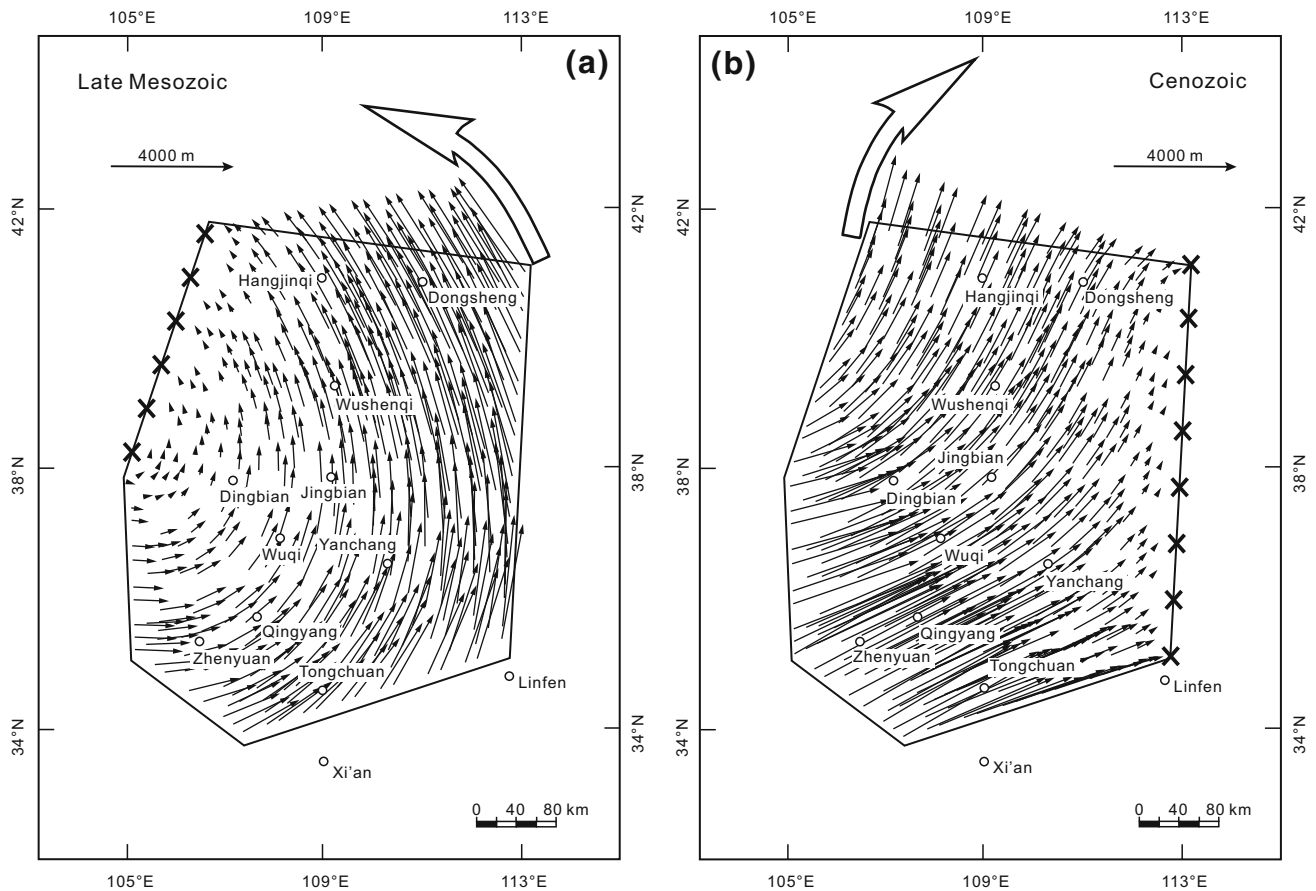 105°E 109°E 113°E
(a)
Late Mesozoic
4000 m
42°N
42°N
Hangjinqi
Dongsheng
Wushenqi
38°N
38°N
Dingbian
Jingbian
Yanchang
Wuqi
Qingyang
Zhenyuan
Tongchuan
Linfen
34°N
34°N
Xi'an
0 40 80 km
105°E 109°E 113°E
105°E 109°E 113°E
(b)
Cenozoic
4000 m
42°N
42°N
Hangjinqi
Dongsheng
Wushenqi
Jingbian
38°N
38°N
Dingbian
Wuqi
Yanchang
Qingyang
Zhenyuan
Tongchuan
Linfen
34°N
34°N
Xi'an
0 40 80 km
105°E 109°E 113°E